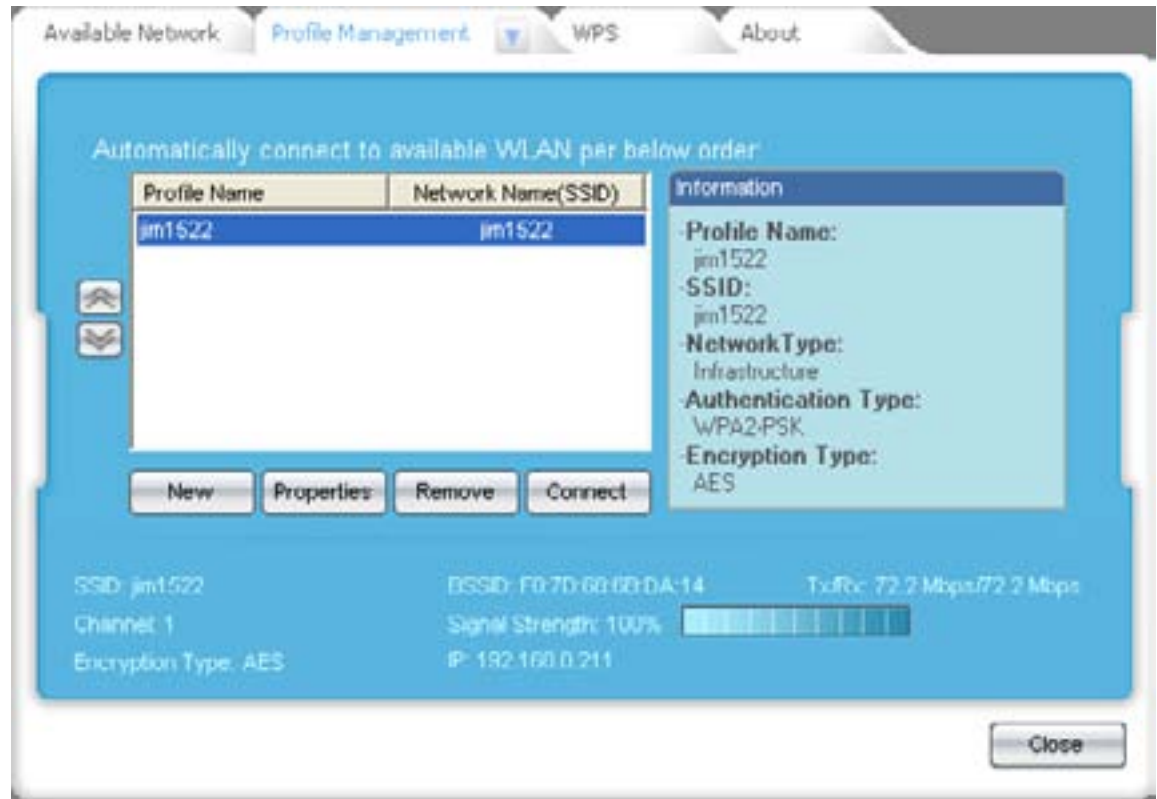 Available Network Profile Management WPS About
Automatically connect to available WLAN per below order:
Profile Name Network Name(SSID)
jim1522 jim1522
New Properties Remove Connect
Information
-Profile Name:
jim1522
-SSID:
jim1522
-NetworkType:
Infrastructure
-Authentication Type:
WPA2-PSK
-Encryption Type:
AES
SSID: jim1522 BSSID: Tx/Rx: 72.2 Mbps/72.2 Mbps
Channel: 1 Signal Strength: 100%
Encryption Type: AES IP:
Close